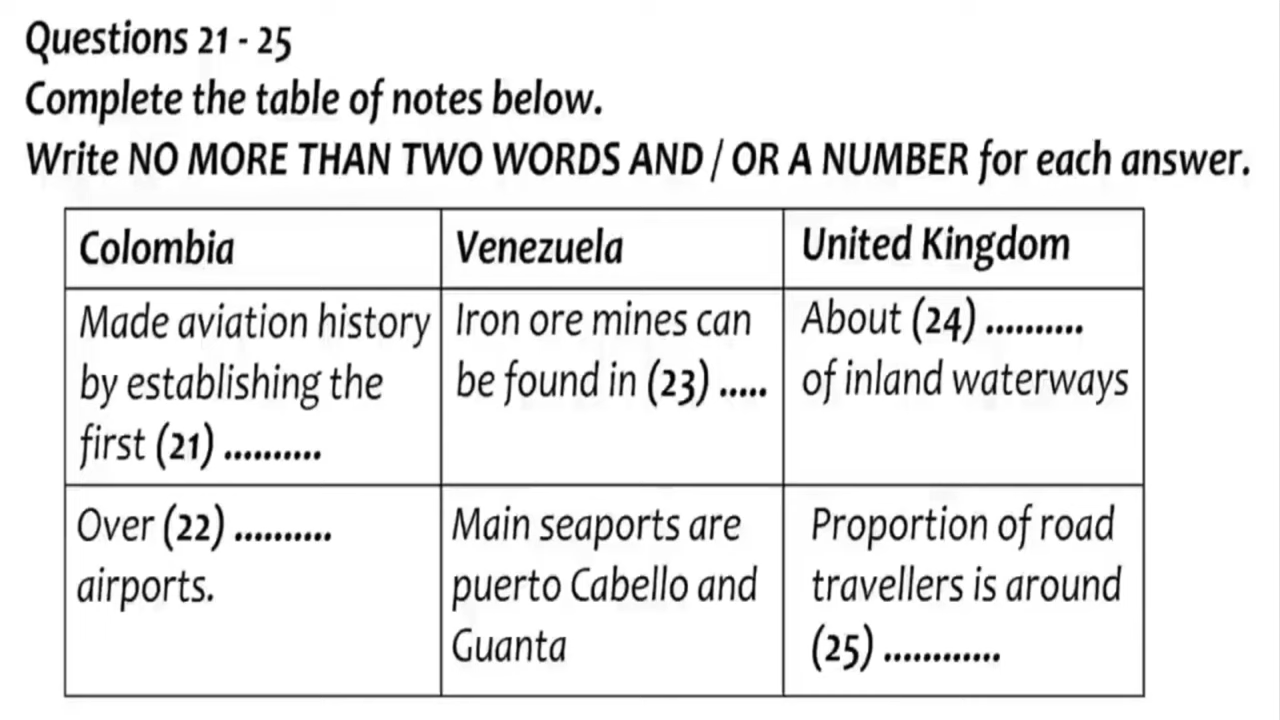 Questions 21 - 25
Complete the table of notes below.
Write NO MORE THAN TWO WORDS AND / OR A NUMBER for each answer.
Colombia
Venezuela
United Kingdom
Made aviation history
by establishing the
first (21) ..........
Iron ore mines can
be found in (23) .....
About (24) ..........
of inland waterways
Over (22) ..........
airports.
Main seaports are
puerto Cabello and
Guanta
Proportion of road
travellers is around
(25) ............